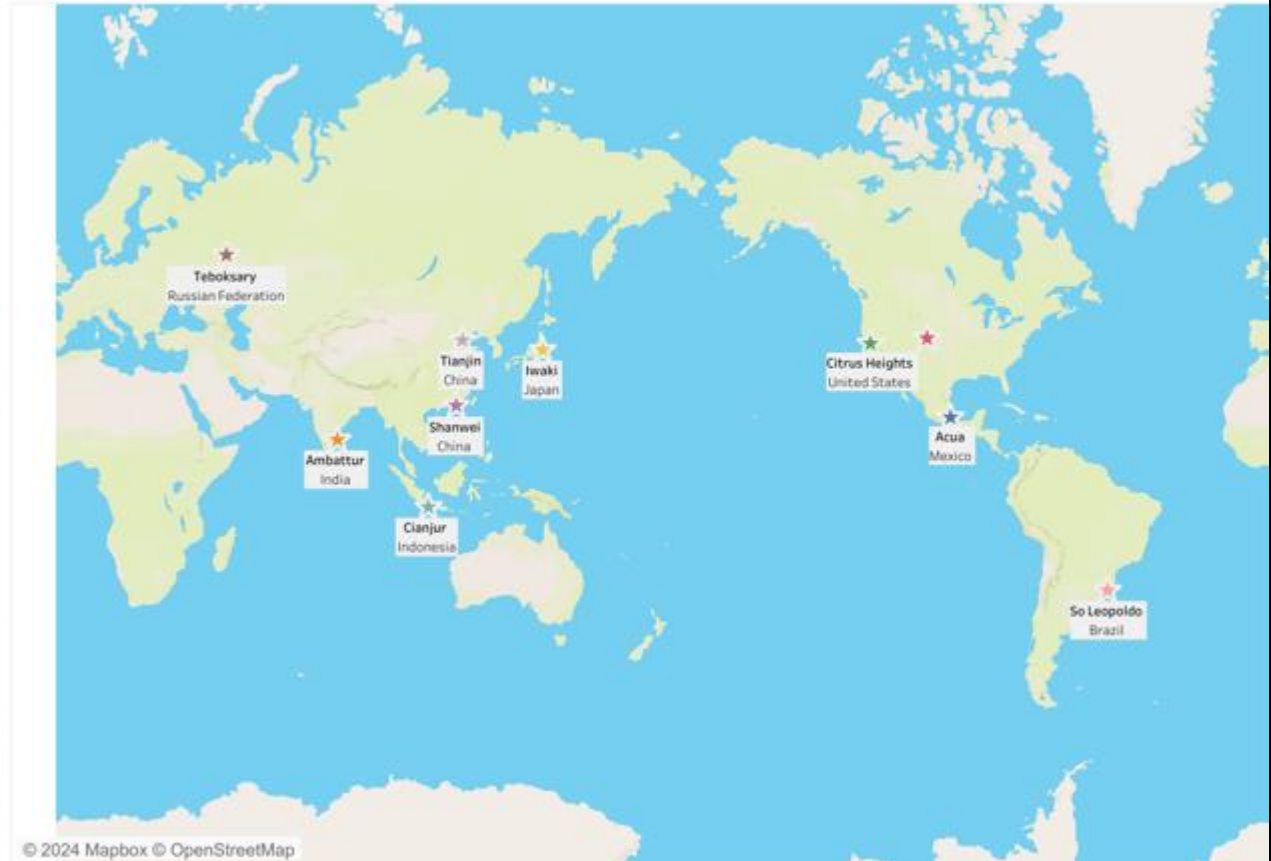 Teboksary
Russian Federation
Tianjin
China
Iwaki
Japan
Citrus Heights
United States
Shanwei
China
Acua
Mexico
Ambattur
India
Cianjur
Indonesia
So Leopoldo
Brazil
© 2024 Mapbox © OpenStreetMap